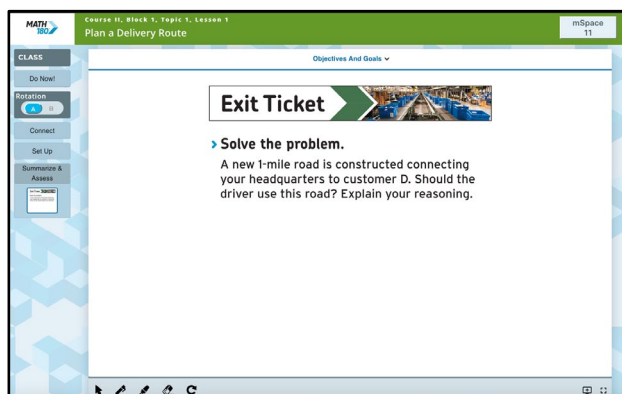 MATH
180
Course II, Block 1, Topic 1, Lesson 1
Plan a Delivery Route
mSpace
11
CLASS
Do Now!
Rotation
A
B
Connect
Set Up
Summarize &
Assess
Objectives And Goals
Exit Ticket
Solve the problem.
A new 1-mile road is constructed connecting
your headquarters to customer D. Should the
driver use this road? Explain your reasoning.